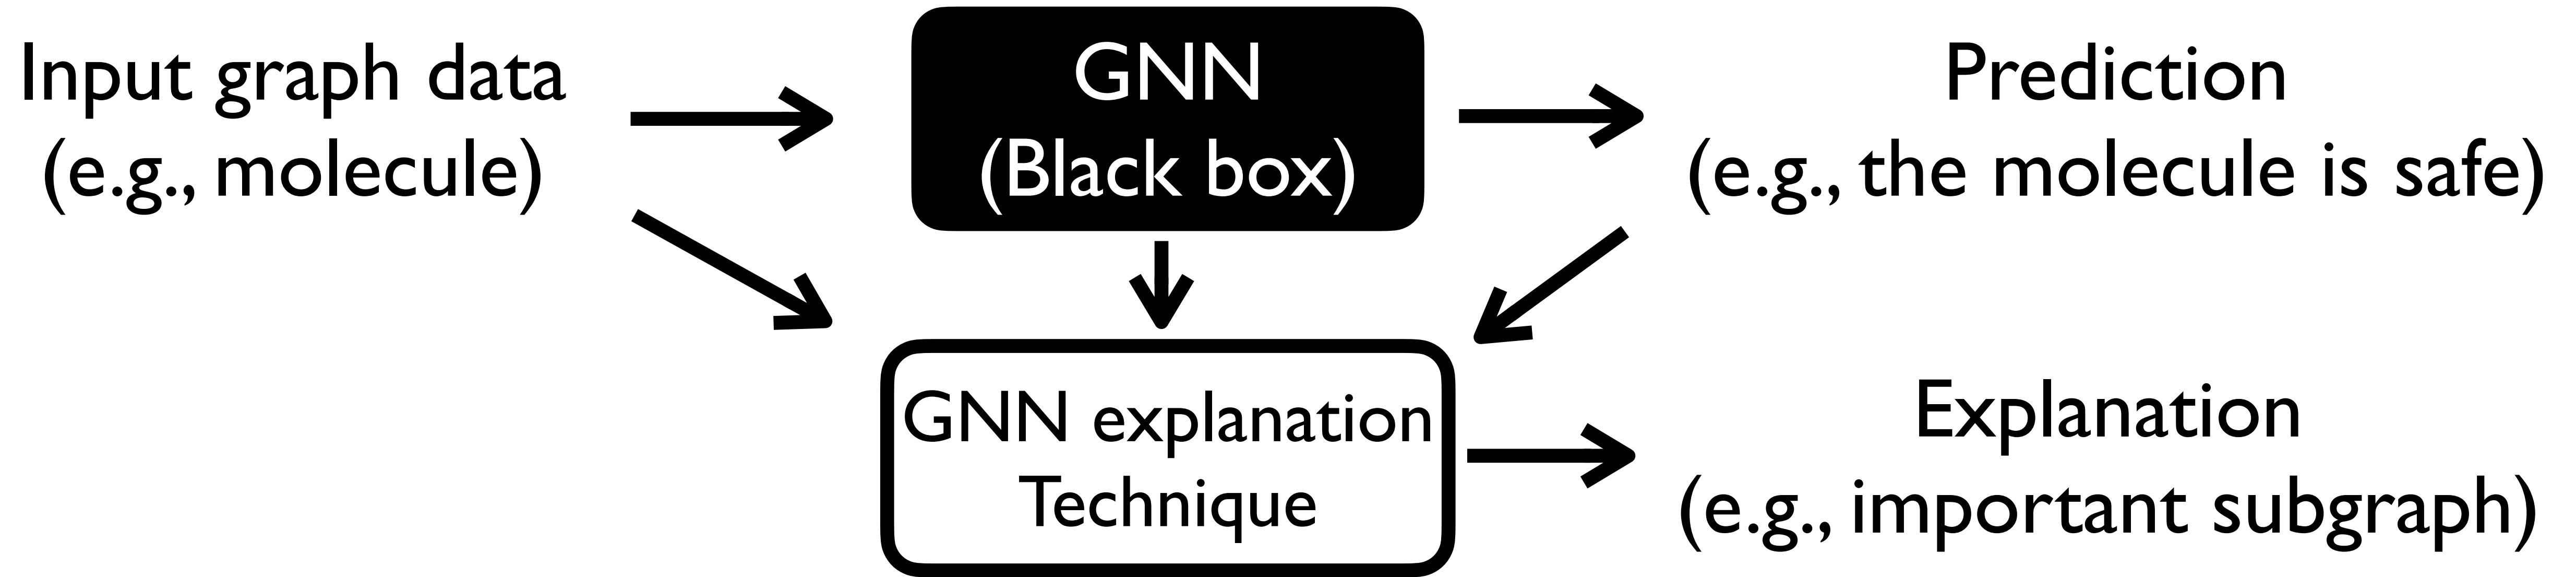 Input graph data
(e.g., molecule)
GNN
(Black box)
Prediction
(e.g., the molecule is safe)
GNN explanation
Technique
Explanation
(e.g., important subgraph)